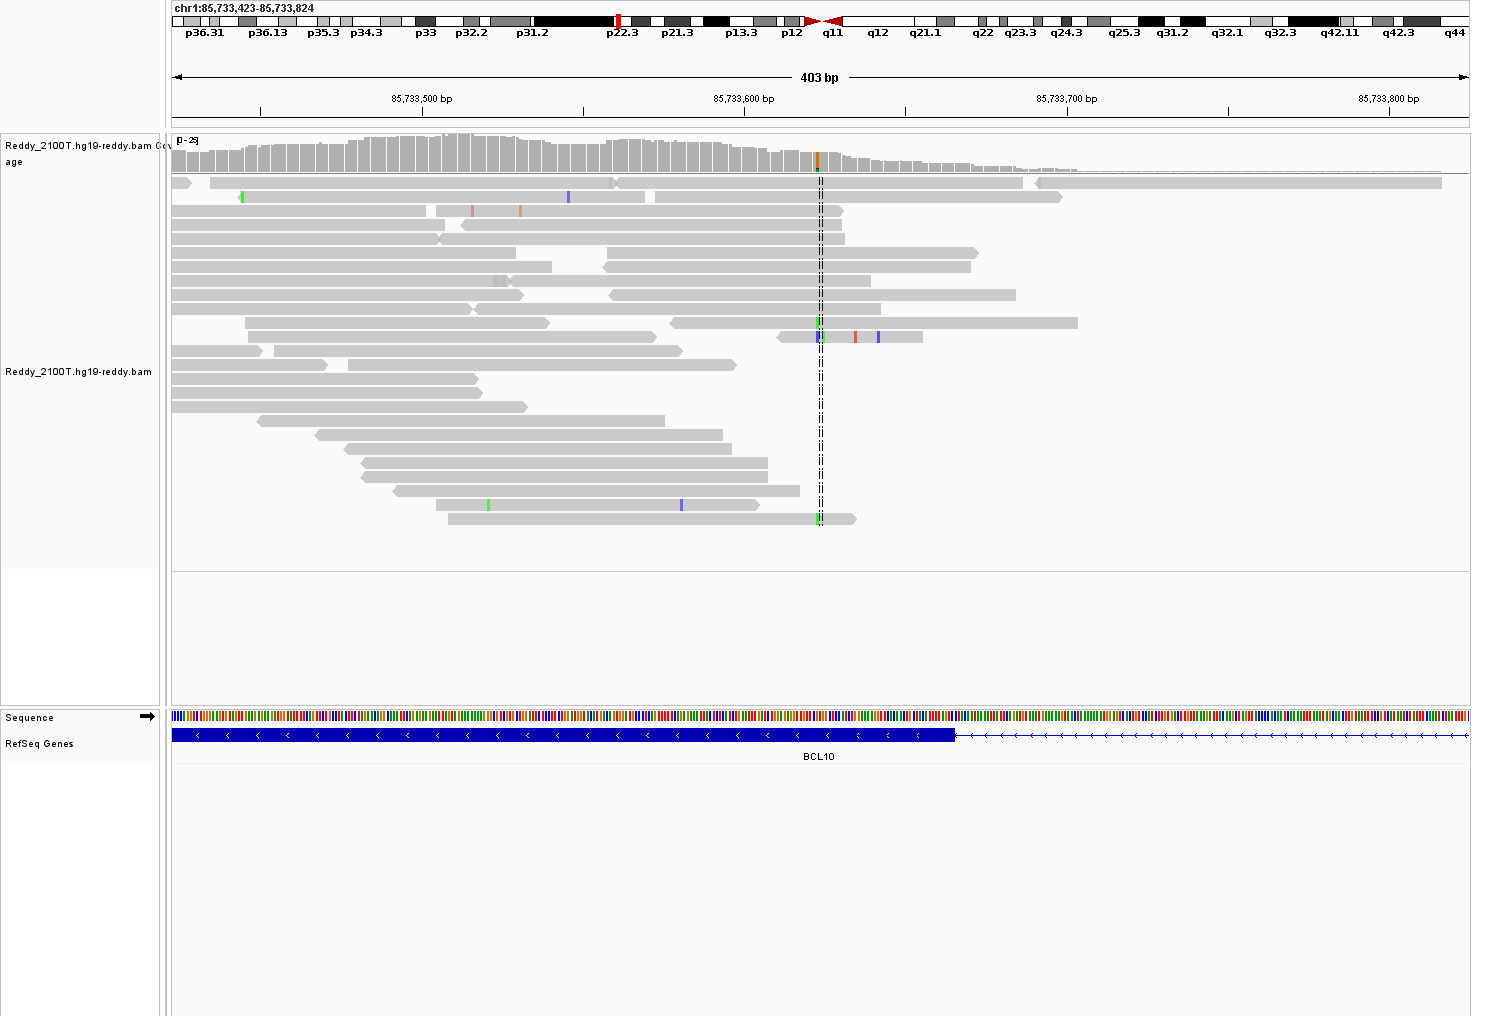 chr1:85,733,423-85,733,824
p36.31 p36.13 p35.3 p34.3 p33 p32.2 p31.2 p22.3 p21.3 p13.3 p12 q11 q12 q21.1 q22 q23.3 q24.3 q25.3 q31.2 q32.1 q32.3 q42.11 q42.3 q44
403 bp
85,733,500 bp 85,733,600 bp 85,733,700 bp 85,733,800 bp
Reddy_2100T.hg19-reddy.bam Cov
age
[0-25]
Reddy_2100T.hg19-reddy.bam
Sequence
RefSeq Genes
BCL10